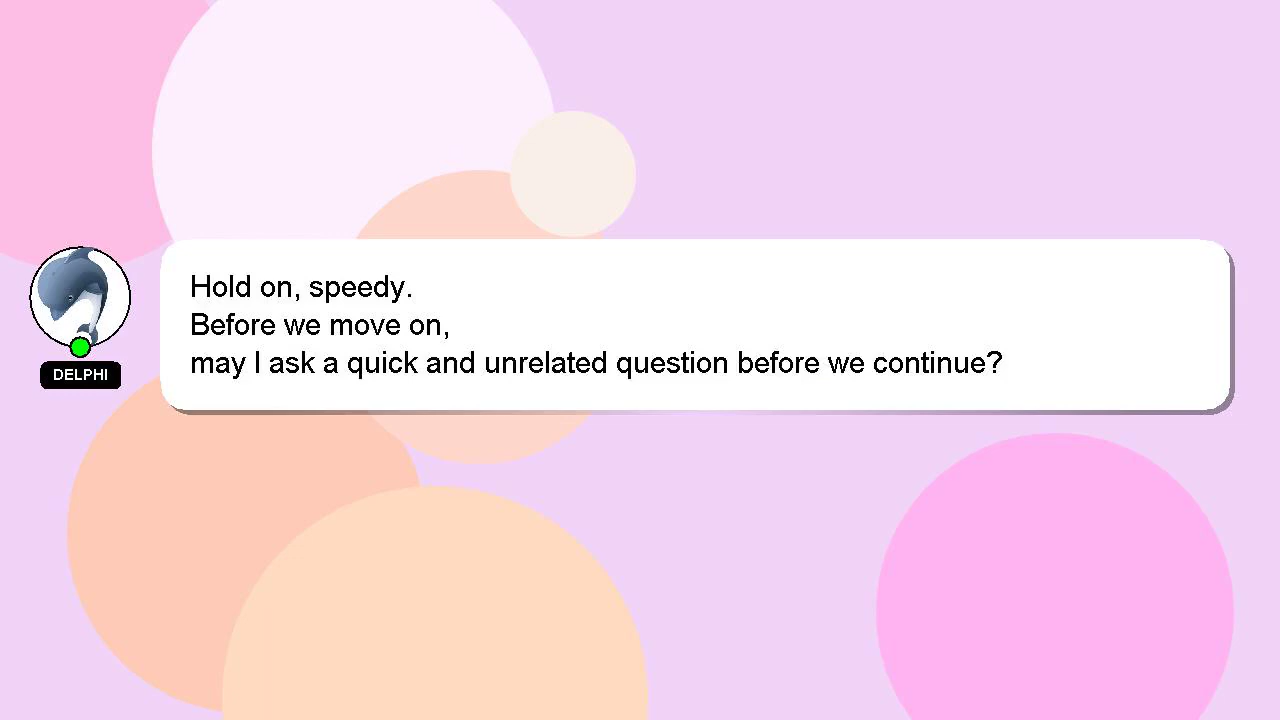 Hold on, speedy.
Before we move on,
may I ask a quick and unrelated question before we continue?
DELPHI